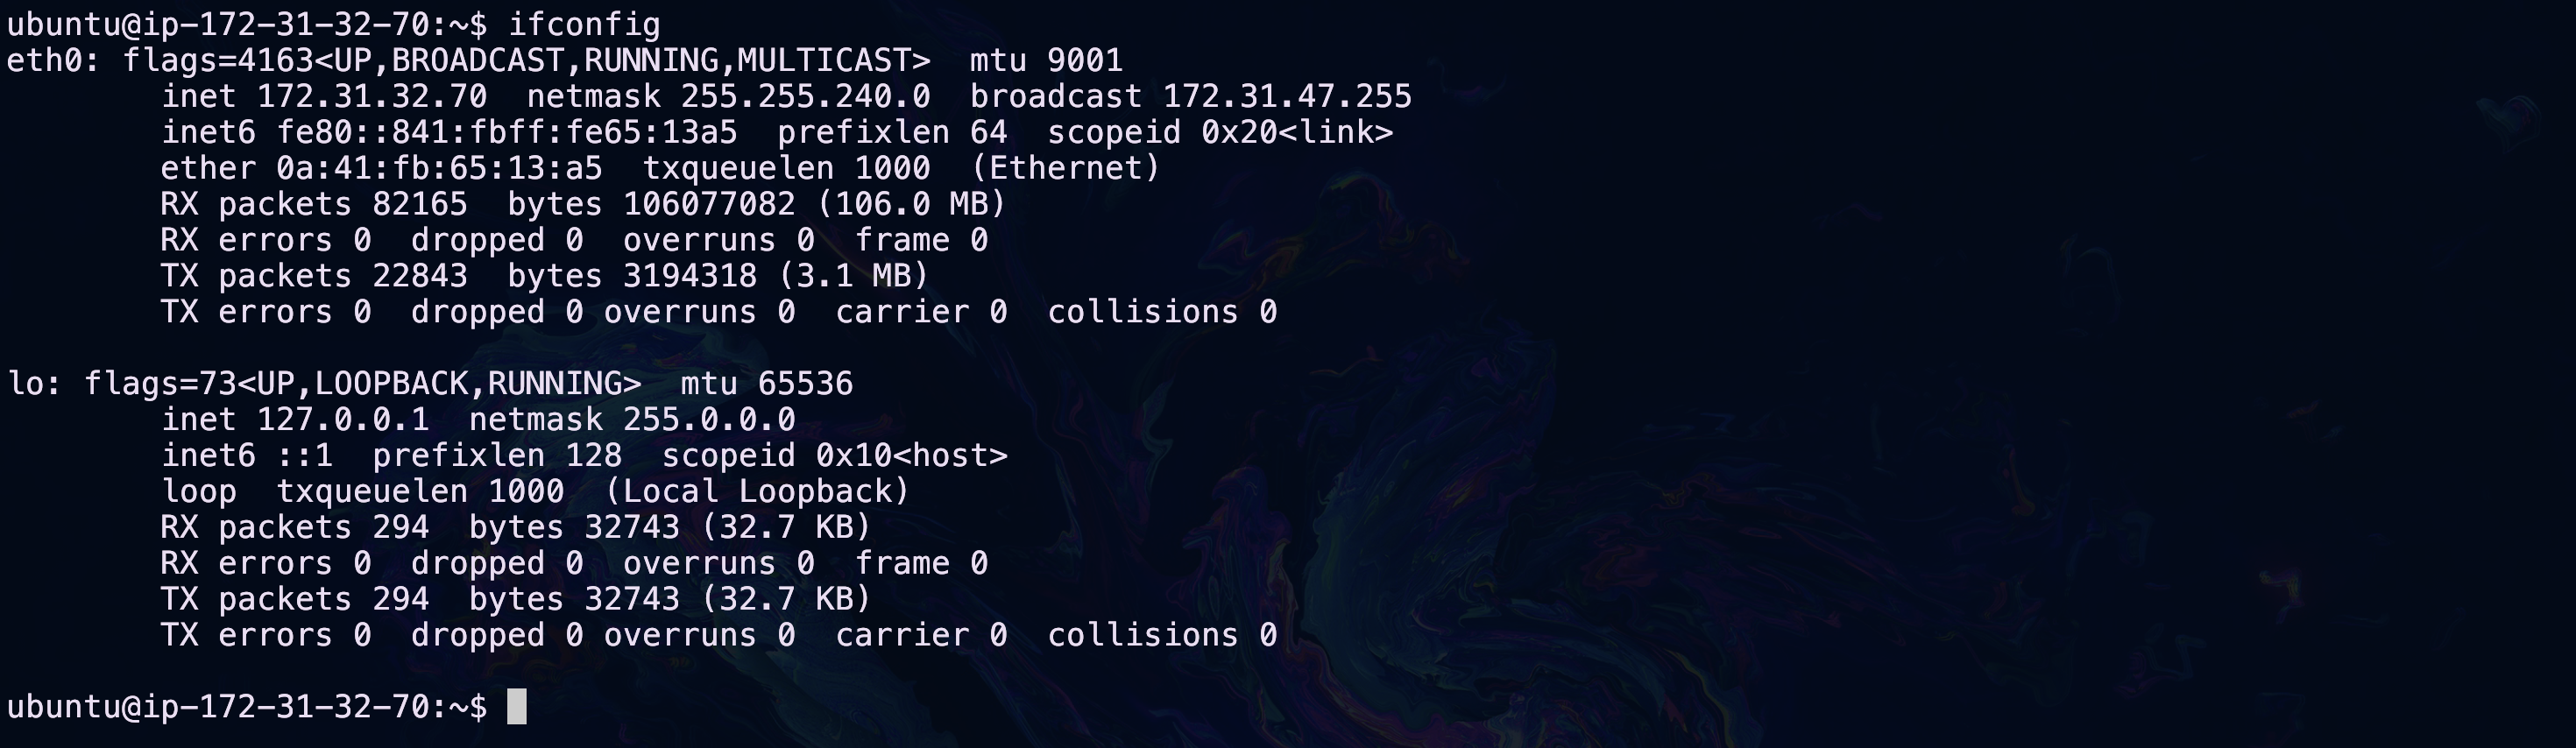 ubuntu@ip-172-31-32-70:~$ ifconfig
eth0: flags=4163<UP,BROADCAST,RUNNING,MULTICAST>  mtu 9001
        inet 172.31.32.70  netmask 255.255.240.0  broadcast 172.31.47.255
        inet6 fe80::841:fbff:fe65:13a5  prefixlen 64  scopeid 0x20<link>
        ether 0a:41:fb:65:13:a5  txqueuelen 1000  (Ethernet)
        RX packets 82165  bytes 106077082 (106.0 MB)
        RX errors 0  dropped 0  overruns 0  frame 0
        TX packets 22843  bytes 3194318 (3.1 MB)
        TX errors 0  dropped 0 overruns 0  carrier 0  collisions 0

lo: flags=73<UP,LOOPBACK,RUNNING>  mtu 65536
        inet 127.0.0.1  netmask 255.0.0.0
        inet6 ::1  prefixlen 128  scopeid 0x10<host>
        loop  txqueuelen 1000  (Local Loopback)
        RX packets 294  bytes 32743 (32.7 KB)
        RX errors 0  dropped 0  overruns 0  frame 0
        TX packets 294  bytes 32743 (32.7 KB)
        TX errors 0  dropped 0 overruns 0  carrier 0  collisions 0

ubuntu@ip-172-31-32-70:~$